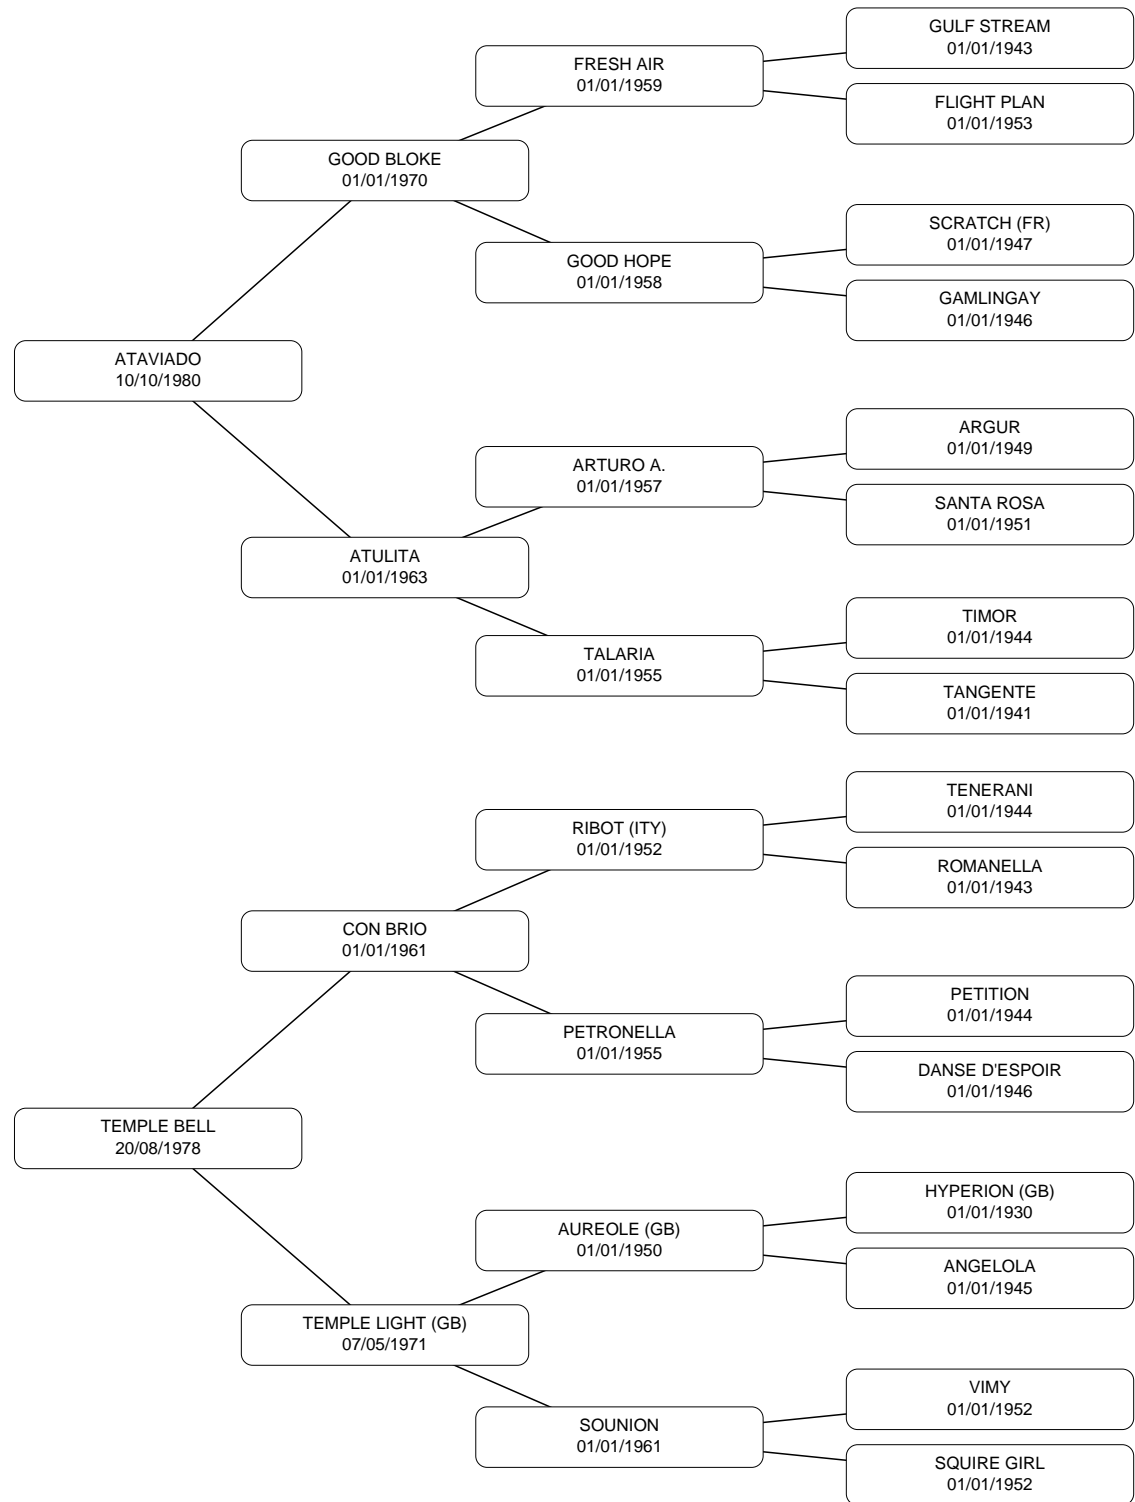 GULF STREAM
01/01/1943
FRESH AIR
01/01/1959
FLIGHT PLAN
01/01/1953
GOOD BLOKE
01/01/1970
SCRATCH (FR)
01/01/1947
GOOD HOPE
01/01/1958
GAMLINGAY
01/01/1946
ATAVIADO
10/10/1980
ARGUR
01/01/1949
ARTURO A.
01/01/1957
SANTA ROSA
01/01/1951
ATULITA
01/01/1963
TIMOR
01/01/1944
TALARIA
01/01/1955
TANGENTE
01/01/1941
TENERANI
01/01/1944
RIBOT (ITY)
01/01/1952
ROMANELLA
01/01/1943
CON BRIO
01/01/1961
PETITION
01/01/1944
PETRONELLA
01/01/1955
DANSE D'ESPOIR
01/01/1946
TEMPLE BELL
20/08/1978
HYPERION (GB)
01/01/1930
AUREOLE (GB)
01/01/1950
ANGELOLA
01/01/1945
TEMPLE LIGHT (GB)
07/05/1971
VIMY
01/01/1952
SOUNION
01/01/1961
SQUIRE GIRL
01/01/1952